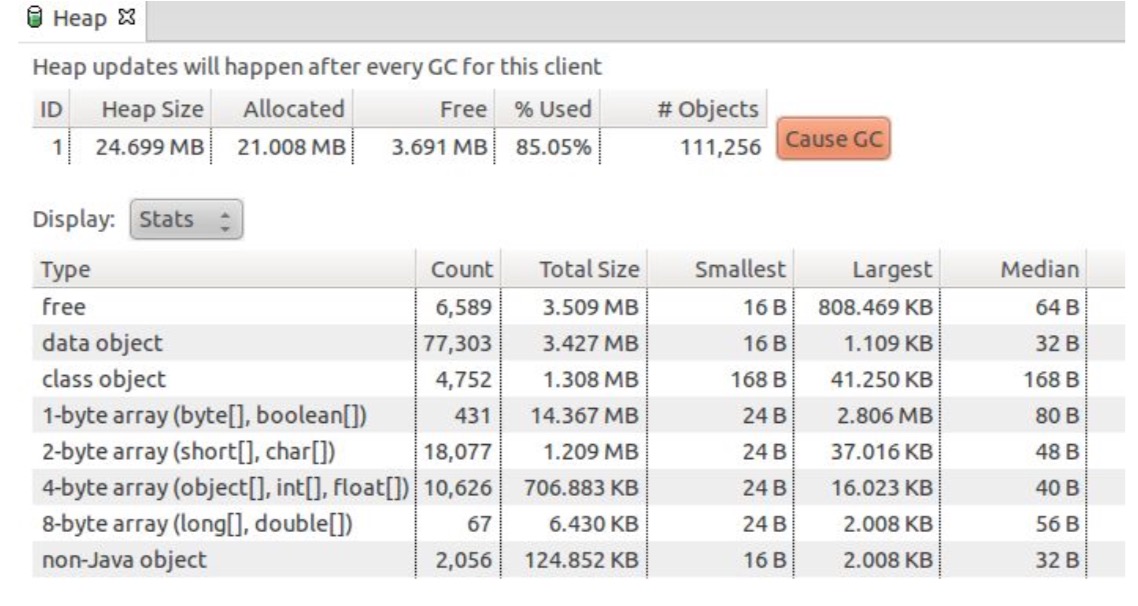 Heap
Heap updates will happen after every GC for this client
ID Heap Size Allocated Free % Used # Objects
1 24.699 MB 21.008 MB 3.691 MB 85.05% 111,256 Cause GC
Display: Stats
Type Count Total Size Smallest Largest Median
free 6,589 3.509 MB 16 B 808.469 KB 64 B
data object 77,303 3.427 MB 16 B 1.109 KB 32 B
class object 4,752 1.308 MB 168 B 41.250 KB 168 B
1-byte array (byte[], boolean[]) 431 14.367 MB 24 B 2.806 MB 80 B
2-byte array (short[], char[]) 18,077 1.209 MB 24 B 37.016 KB 48 B
4-byte array (object[], int[], float[]) 10,626 706.883 KB 24 B 16.023 KB 40 B
8-byte array (long[], double[]) 67 6.430 KB 24 B 2.008 KB 56 B
non-Java object 2,056 124.852 KB 16 B 2.008 KB 32 B